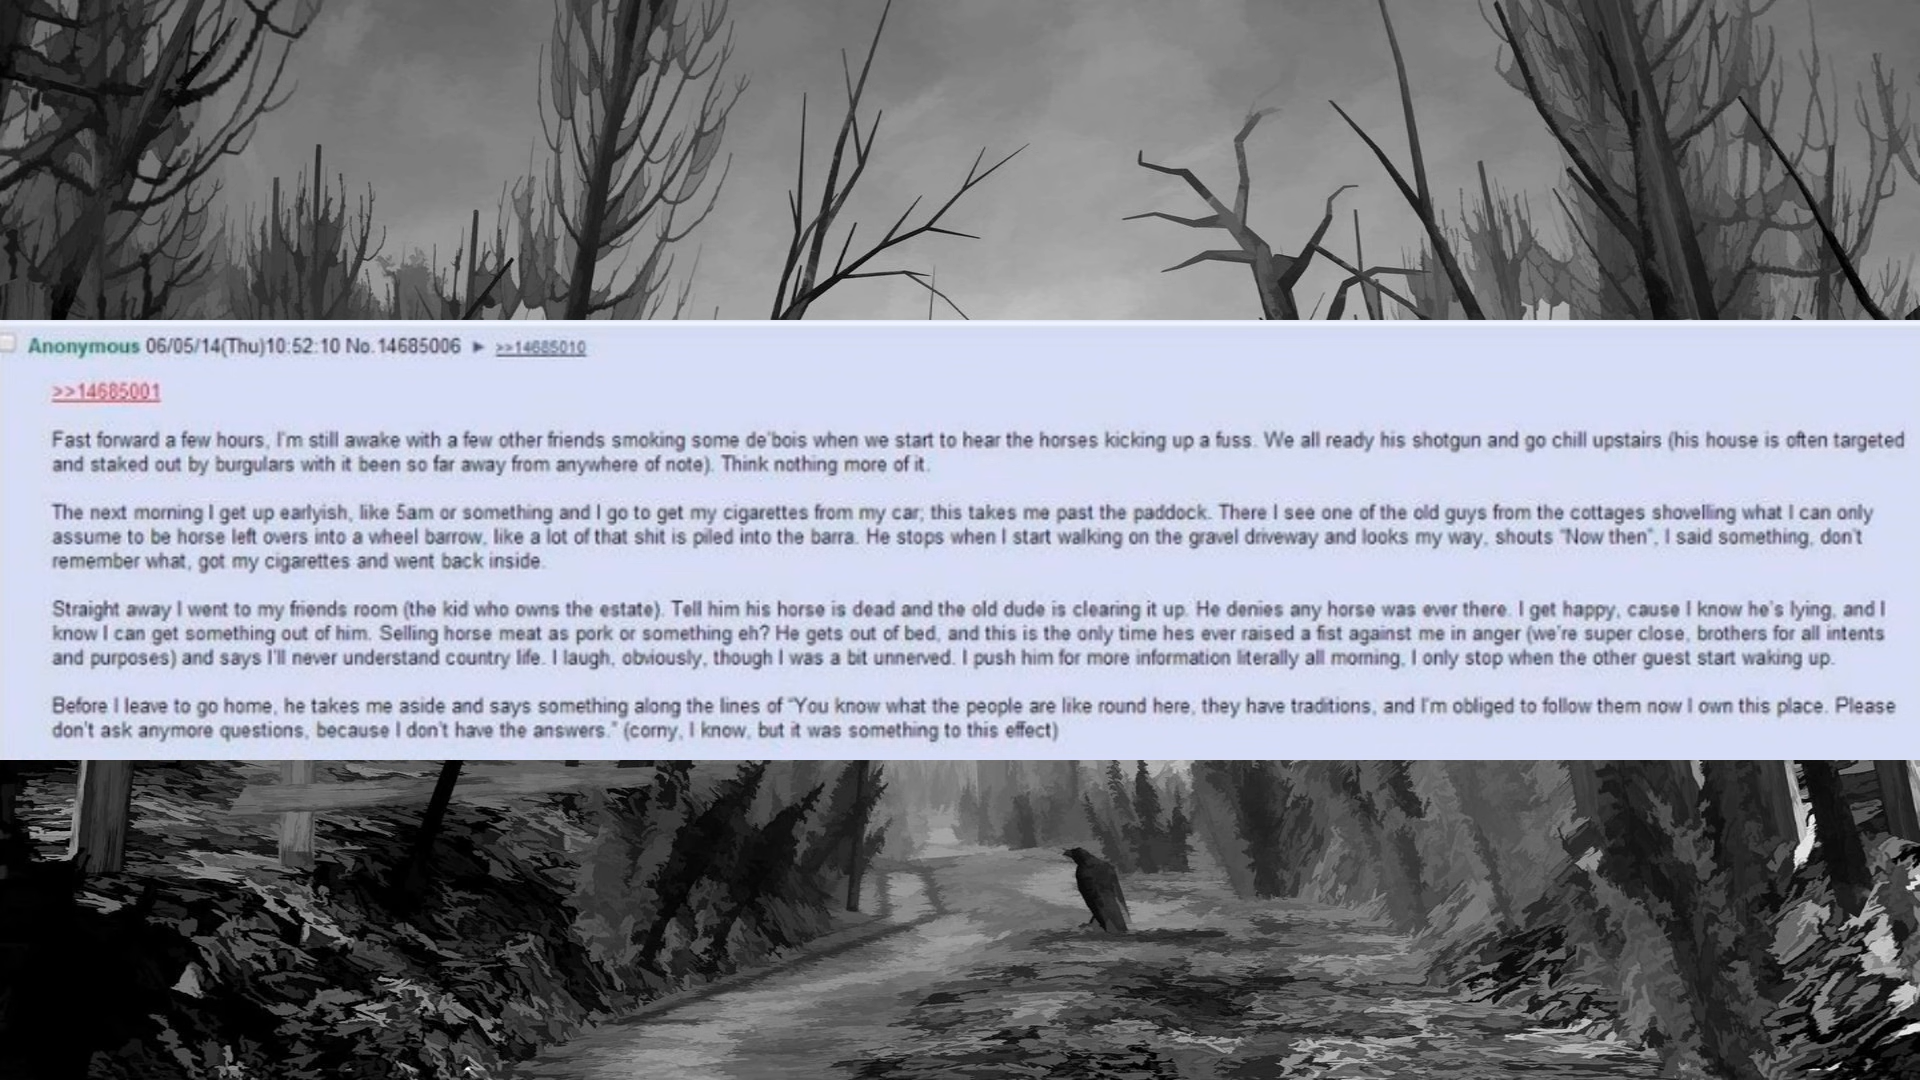 Anonymous 06/05/14(Thu)10:52:10 No.14685006 ▶ >>14685010
>>14685001
Fast forward a few hours, I'm still awake with a few other friends smoking some de'bois when we start to hear the horses kicking up a fuss. We all ready his shotgun and go chill upstairs (his house is often targeted
and staked out by burgulars with it been so far away from anywhere of note). Think nothing more of it.
The next morning I get up earlyish, like 5am or something and I go to get my cigarettes from my car; this takes me past the paddock. There I see one of the old guys from the cottages shovelling what I can only
assume to be horse left overs into a wheel barrow, like a lot of that shit is piled into the barra. He stops when I start walking on the gravel driveway and looks my way, shouts "Now then", I said something, don't
remember what, got my cigarettes and went back inside.
Straight away I went to my friends room (the kid who owns the estate). Tell him his horse is dead and the old dude is clearing it up. He denies any horse was ever there. I get happy, cause I know he's lying, and I
know I can get something out of him. Selling horse meat as pork or something eh? He gets out of bed, and this is the only time hes ever raised a fist against me in anger (we're super close, brothers for all intents
and purposes) and says I'll never understand country life. I laugh, obviously, though I was a bit unnerved. I push him for more information literally all morning, I only stop when the other guest start waking up.
Before I leave to go home, he takes me aside and says something along the lines of "You know what the people are like round here, they have traditions, and I'm obliged to follow them now I own this place. Please
don't ask anymore questions, because I don't have the answers." (corny, I know, but it was something to this effect)